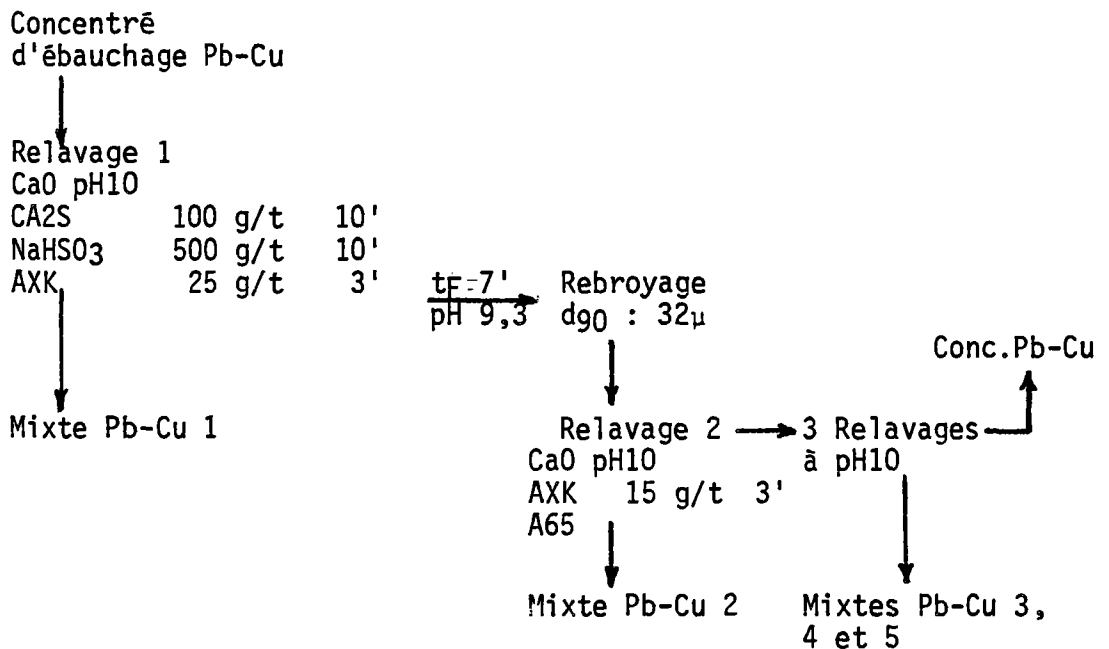 Concentré
d'ébauchage Pb-Cu
Relavage 1
CaO pH10
CA2S 100 g/t 10'
NaHSO3 500 g/t 10'
AXK 25 g/t 3'
tF=7'
pH 9,3
Rebroyage
d90 : 32µ
Conc.Pb-Cu
Mixte Pb-Cu 1
Relavage 2
CaO pH10
AXK 15 g/t 3'
A65
3 Relavages
à pH10
Mixte Pb-Cu 2
Mixtes Pb-Cu 3,
4 et 5